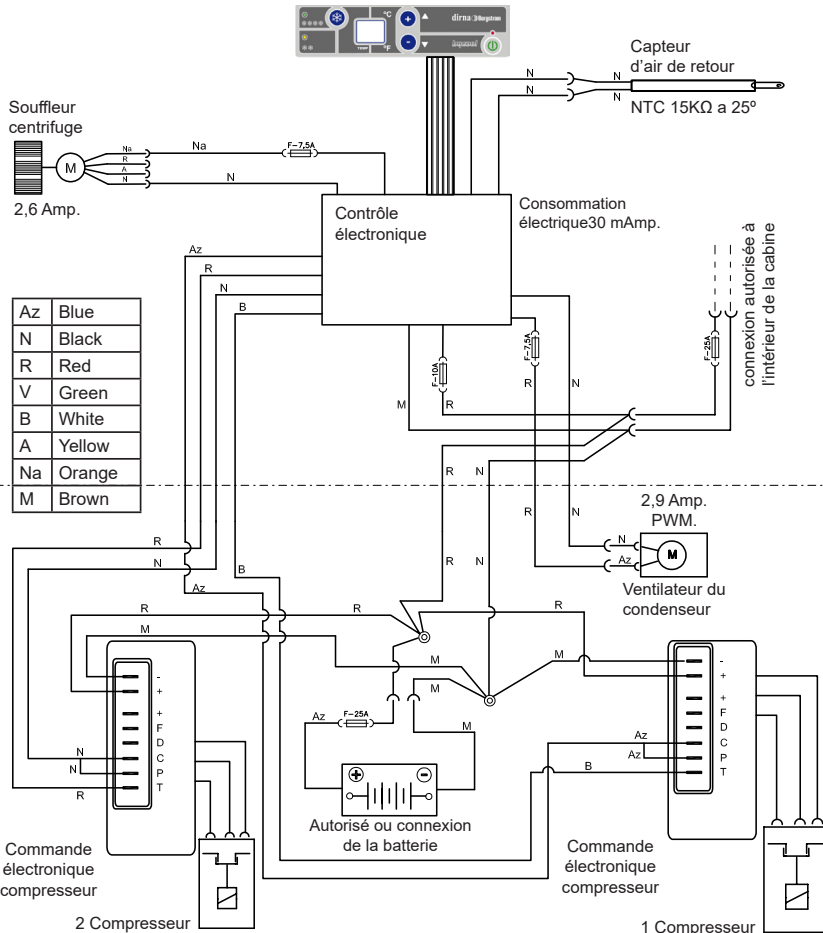 °C
°F
TEMP
dirna Bergstrom
Capteur
d'air de retour
N
N
N
N
NTC 15KΩ a 25º
Souffleur
centrifuge
M
Na
R
A
N
Na
F-7,5A
N
2,6 Amp.
Contrôle
électronique
Consommation
électrique30 mAmp.
connexion autorisée à
l'intérieur de la cabine
Az
R
N
B
Az Blue
N Black
R Red
V Green
B White
A Yellow
Na Orange
M Brown
F-10A
F-7,5A
F-25A
M
R
R
N
R
N
R
N
R
N
2,9 Amp.
PWM.
N
Az
M
Ventilateur du
condenseur
R
N
Az
B
R
N
R
R
R
M
M
M
M
-
+
+
F
D
C
P
T
N
N
R
Az
F-25A
M
+
-
Autorisé ou connexion
de la batterie
-
+
+
F
D
C
P
T
Az
Az
B
Commande
électronique
compresseur
2 Compresseur
Commande
électronique
compresseur
1 Compresseur